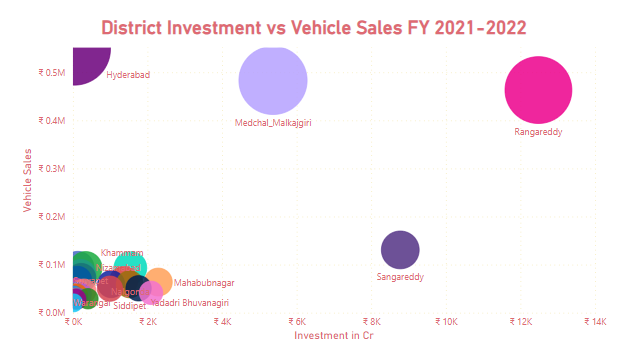 District Investment vs Vehicle Sales FY 2021-2022
Vehicle Sales
₹ 0.5M
₹ 0.4M
₹ 0.3M
₹ 0.2M
₹ 0.1M
₹ 0.0M
Hyderabad
Medchal_Malkajgiri
Rangareddy
Sangareddy
Khammam
Mahabubnagar
Yadadri Bhuvanagiri
Siddipet
₹ 0K
₹ 2K
₹ 4K
₹ 6K
₹ 8K
₹ 10K
₹ 12K
₹ 14K
Investment in Cr